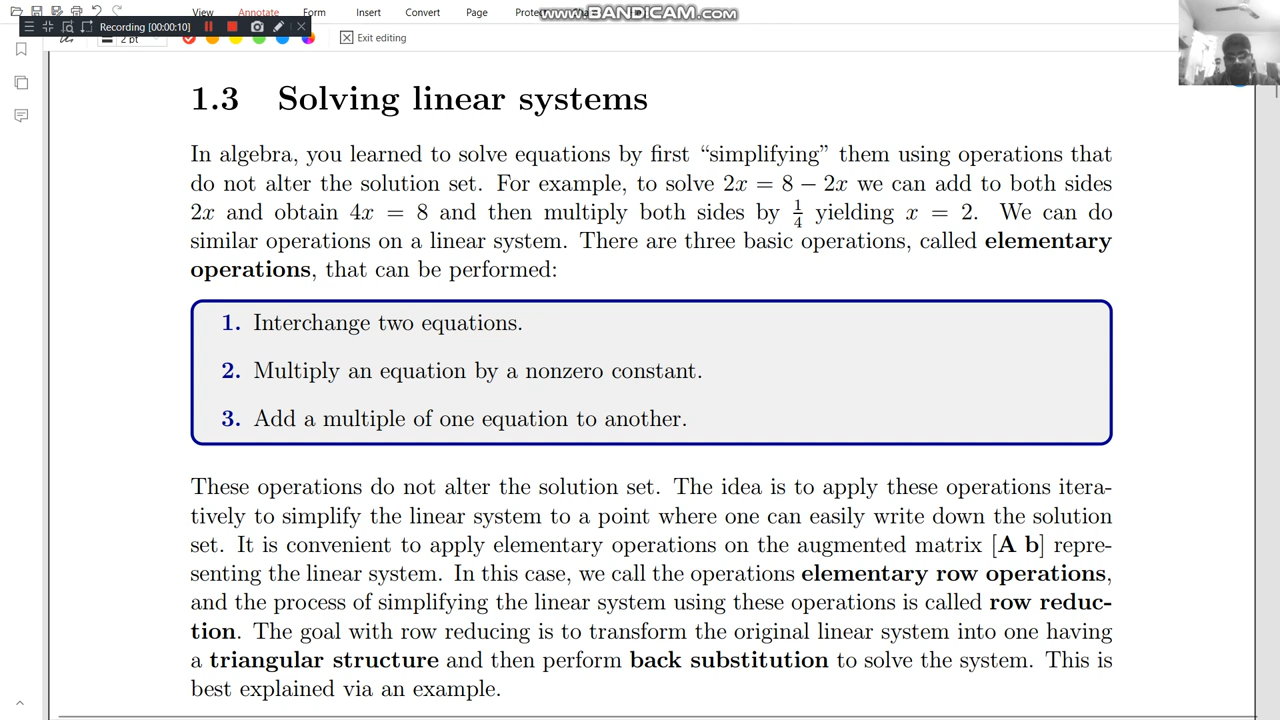 View Annotate Form Insert Convert Page
www.BANDICAM.com
Recording [00:00:10]
2 pt
Exit editing
1.3 Solving linear systems
In algebra, you learned to solve equations by first “simplifying” them using operations that
do not alter the solution set. For example, to solve 2x = 8 − 2x we can add to both sides
2x and obtain 4x = 8 and then multiply both sides by 1/4 yielding x = 2. We can do
similar operations on a linear system. There are three basic operations, called elementary
operations, that can be performed:
1. Interchange two equations.
2. Multiply an equation by a nonzero constant.
3. Add a multiple of one equation to another.
These operations do not alter the solution set. The idea is to apply these operations itera-
tively to simplify the linear system to a point where one can easily write down the solution
set. It is convenient to apply elementary operations on the augmented matrix [A b] repre-
senting the linear system. In this case, we call the operations elementary row operations,
and the process of simplifying the linear system using these operations is called row reduc-
tion. The goal with row reducing is to transform the original linear system into one having
a triangular structure and then perform back substitution to solve the system. This is
best explained via an example.